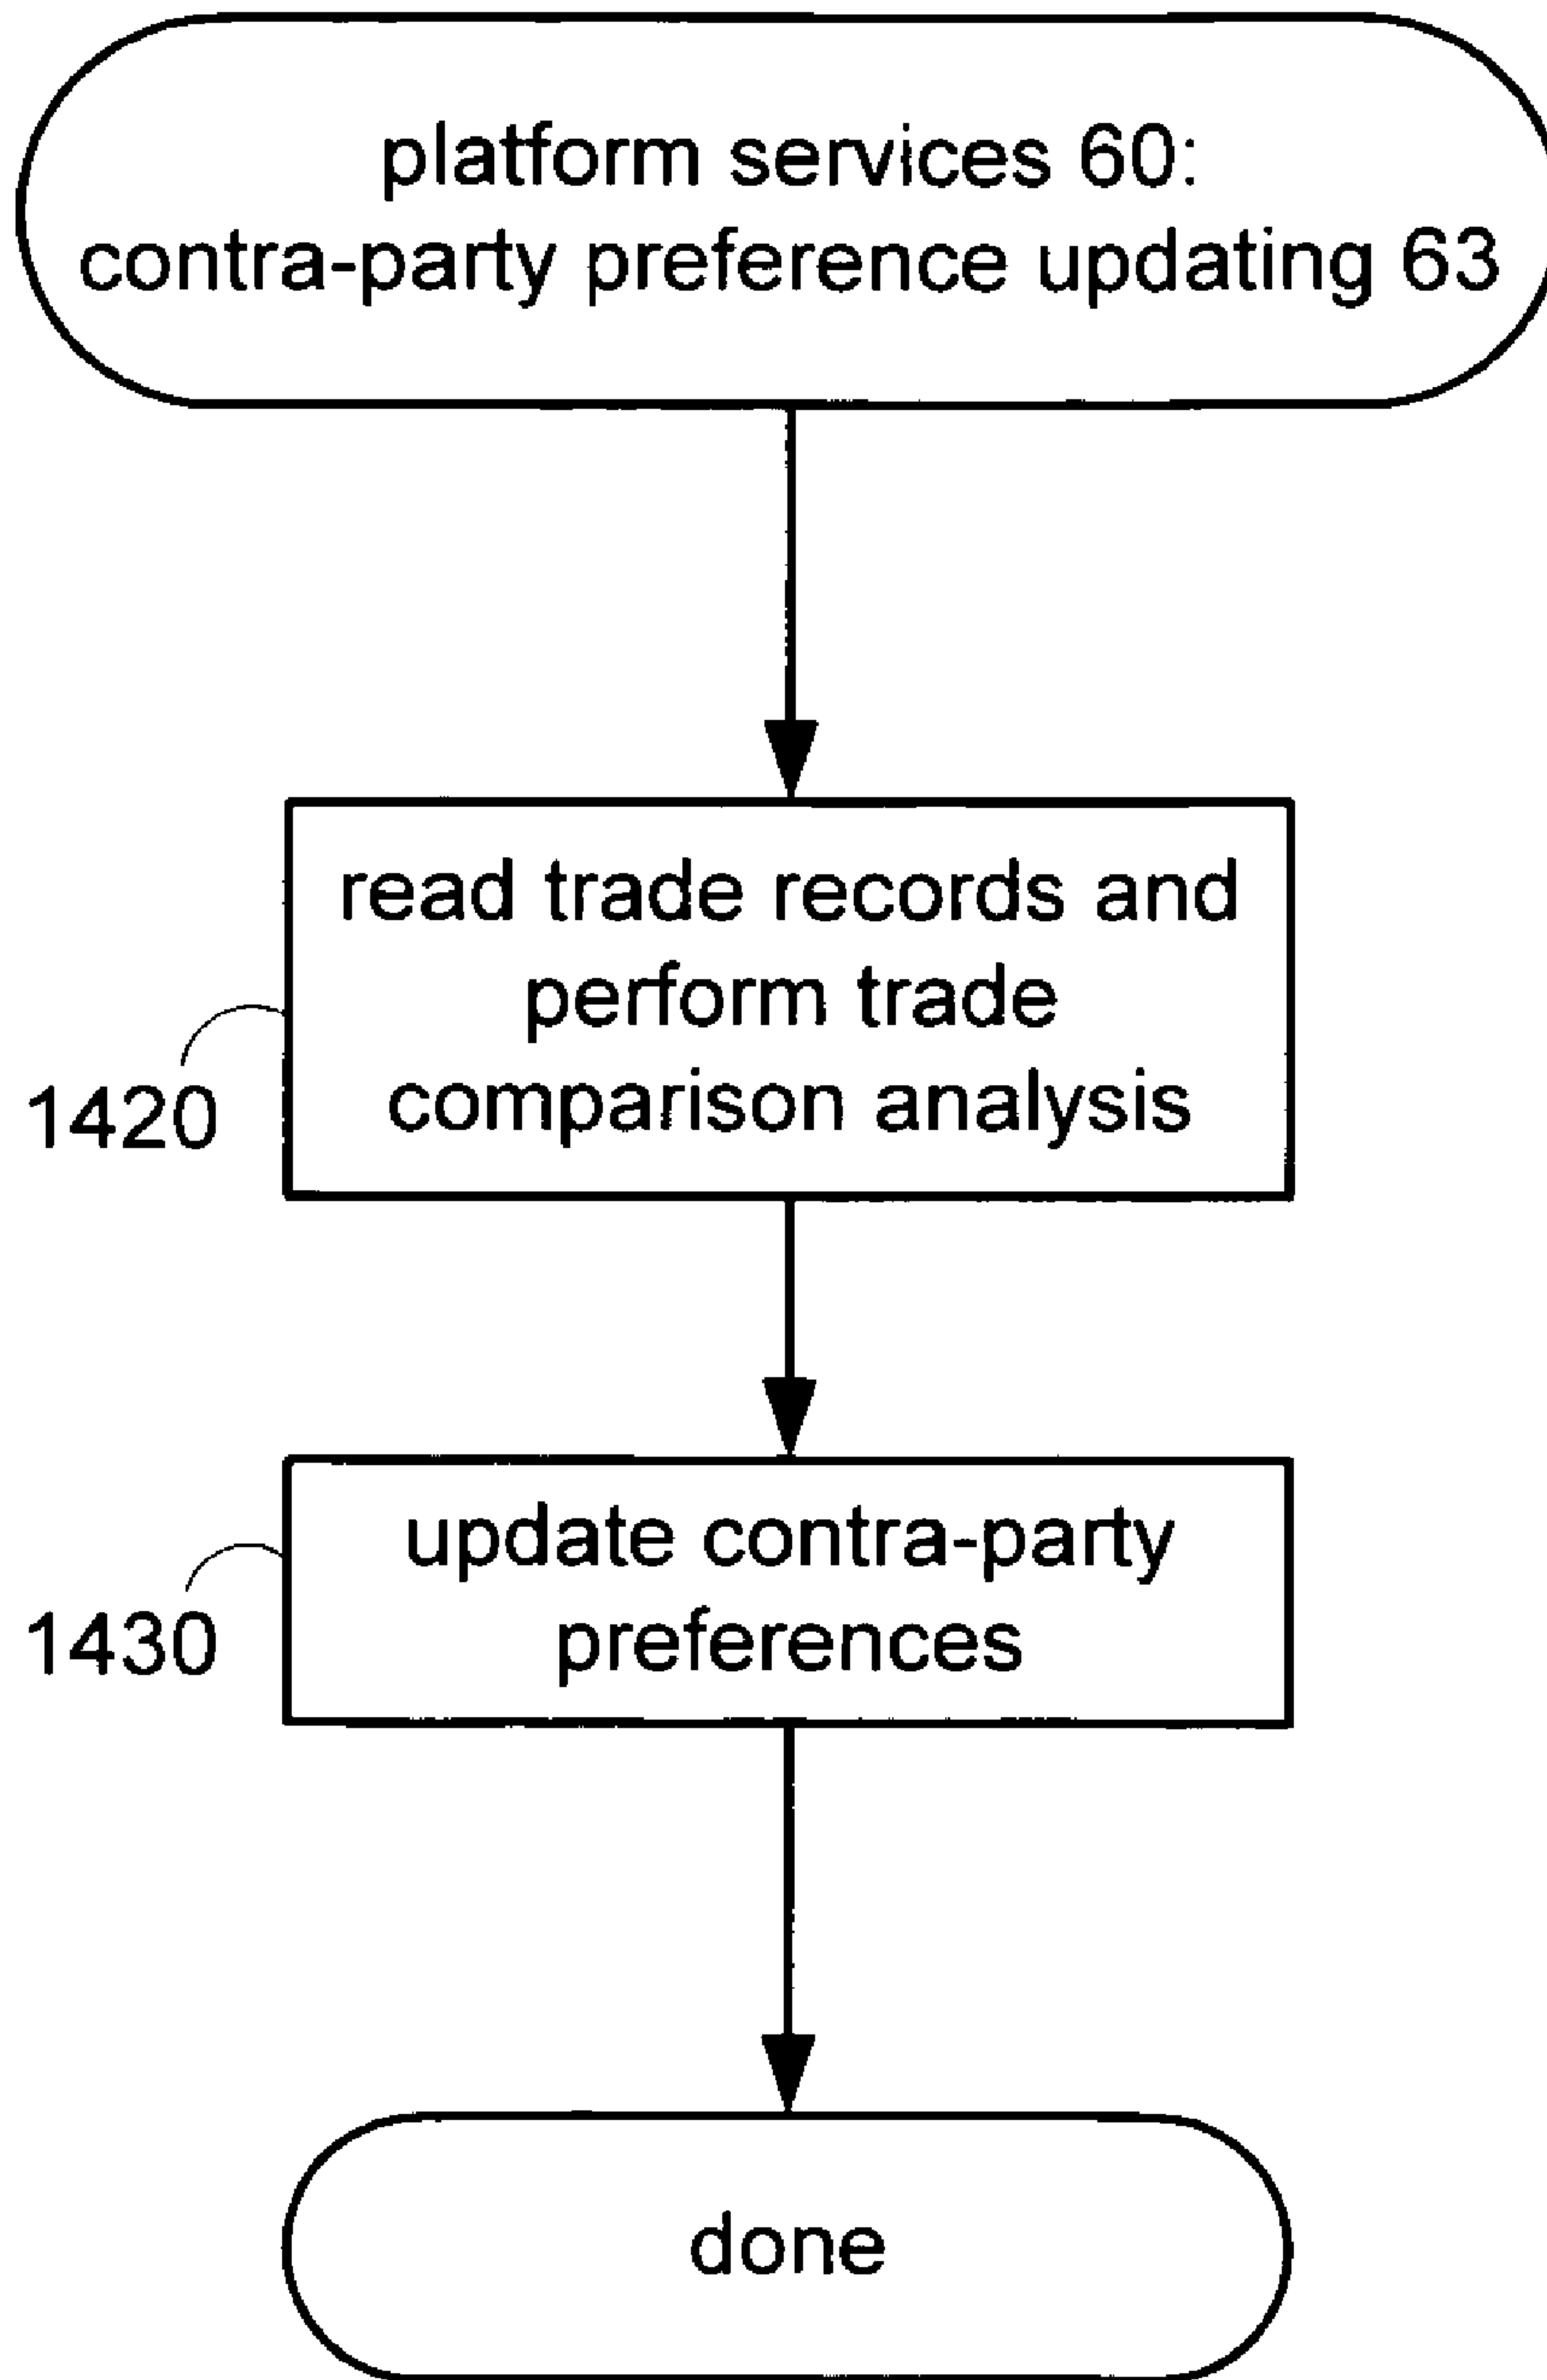 platform services 60:
contra-party preference updating 63
read trade records and
perform trade
comparison analysis
1420
update contra-party
preferences
1430
done